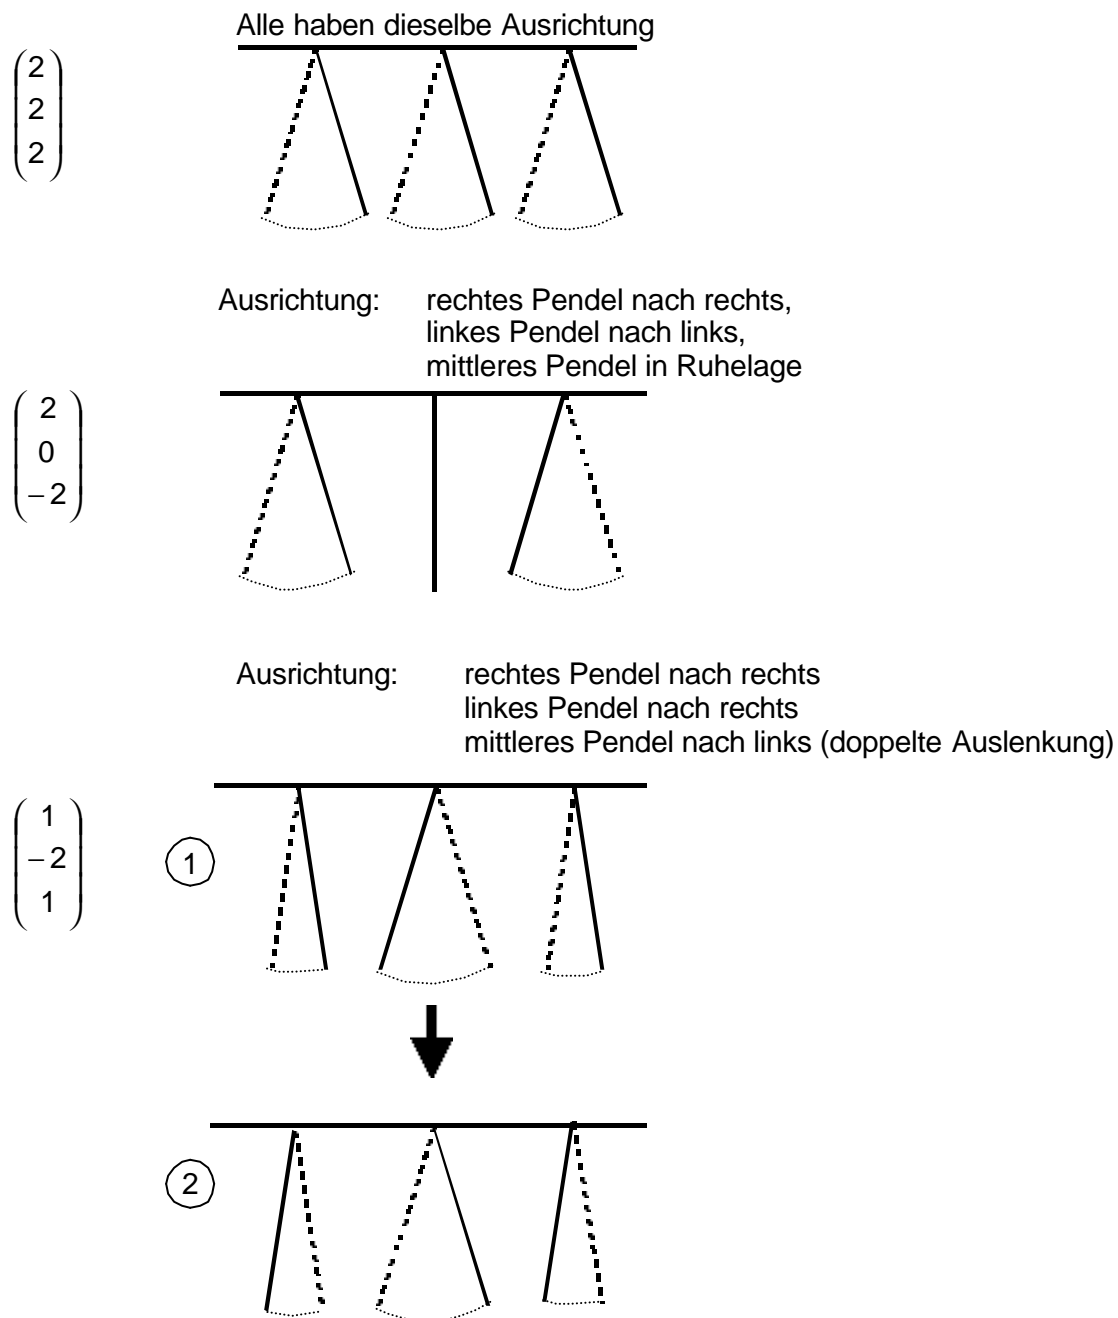 Alle haben dieselbe Ausrichtung
2
2
2
Ausrichtung: rechtes Pendel nach rechts,
linkes Pendel nach links,
mittleres Pendel in Ruhelage
2
0
−2
Ausrichtung: rechtes Pendel nach rechts
linkes Pendel nach rechts
mittleres Pendel nach links (doppelte Auslenkung)
1
−2
1
1
2